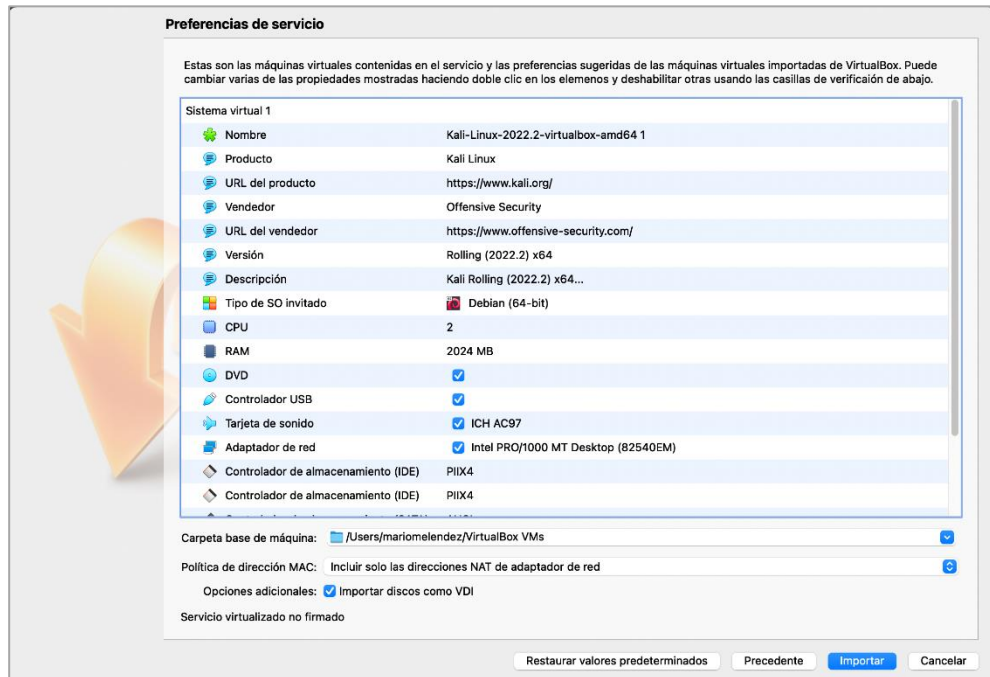 Preferencias de servicio
Estas son las máquinas virtuales contenidas en el servicio y las preferencias sugeridas de las máquinas virtuales importadas de VirtualBox. Puede
cambiar varias de las propiedades mostradas haciendo doble clic en los elemenos y deshabilitar otras usando las casillas de verificaión de abajo.
Sistema virtual 1
Nombre Kali-Linux-2022.2-virtualbox-amd64 1
Producto Kali Linux
URL del producto https://www.kali.org/
Vendedor Offensive Security
URL del vendedor https://www.offensive-security.com/
Versión Rolling (2022.2) x64
Descripción Kali Rolling (2022.2) x64...
Tipo de SO invitado Debian (64-bit)
CPU 2
RAM 2024 MB
DVD
Controlador USB
Tarjeta de sonido ICH AC97
Adaptador de red Intel PRO/1000 MT Desktop (82540EM)
Controlador de almacenamiento (IDE) PIIX4
Controlador de almacenamiento (IDE) PIIX4
Carpeta base de máquina: /Users/mariomelendez/VirtualBox VMs
Política de dirección MAC: Incluir solo las direcciones NAT de adaptador de red
Opciones adicionales: Importar discos como VDI
Servicio virtualizado no firmado
Restaurar valores predeterminados Precedente Importar Cancelar